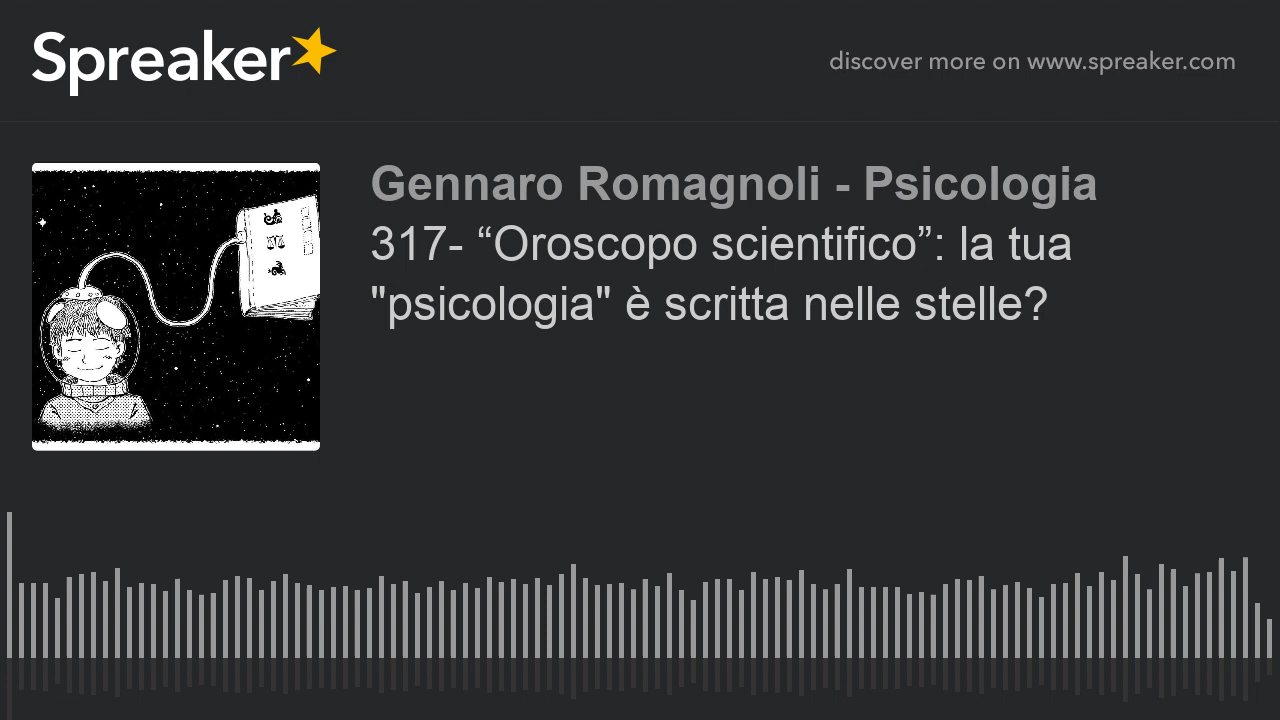 Spreaker
discover more on www.spreaker.com
Gennaro Romagnoli - Psicologia
317- “Oroscopo scientifico”: la tua
"psicologia" è scritta nelle stelle?